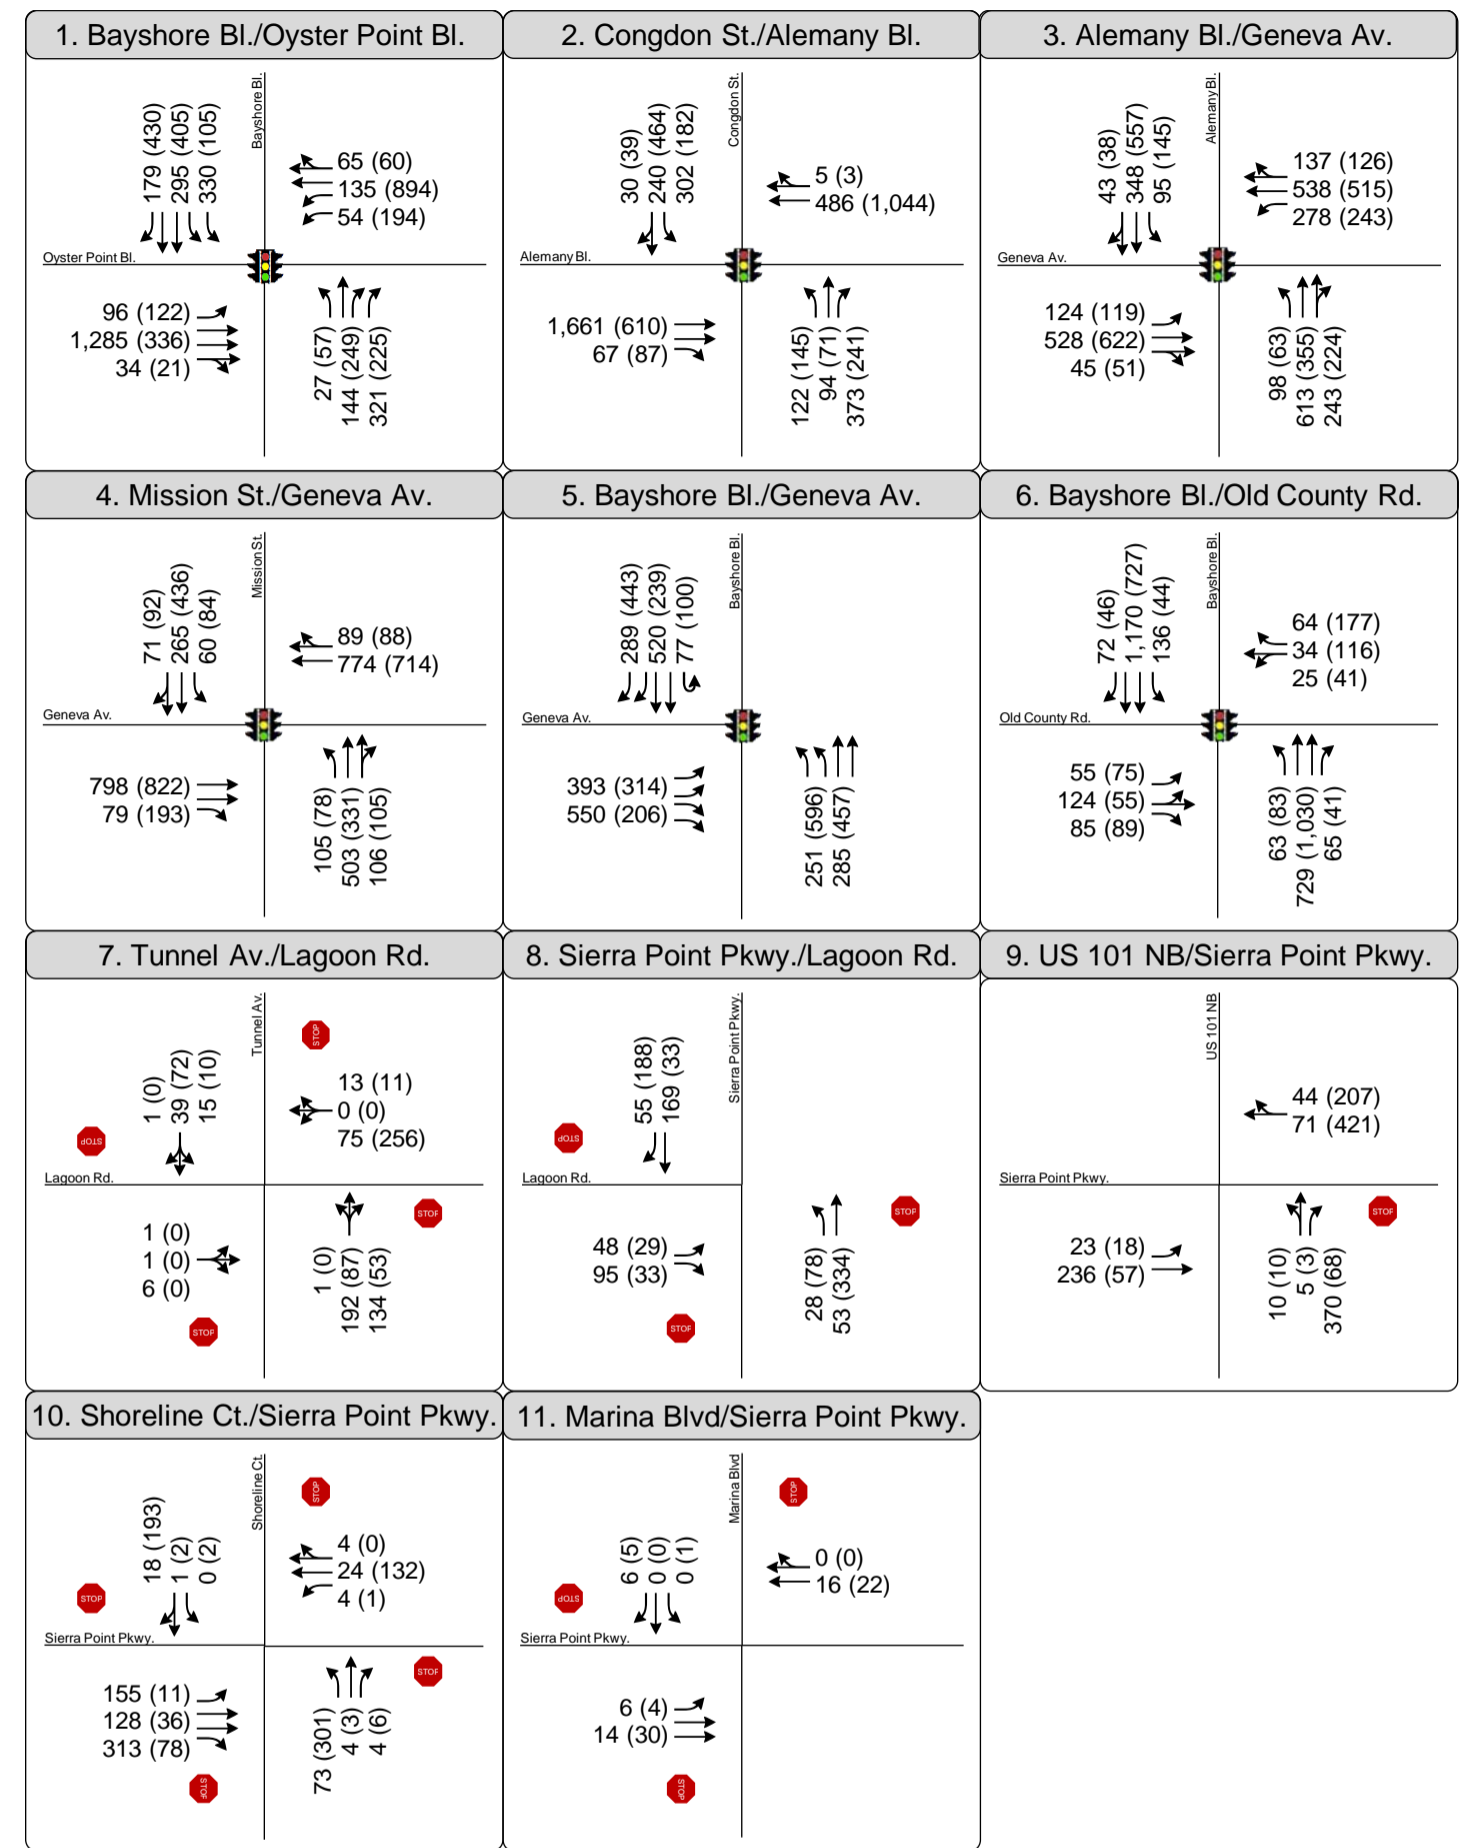 1. Bayshore Bl./Oyster Point Bl.
179 (430)
295 (405)
330 (105)
Bayshore Bl.
65 (60)
135 (894)
54 (194)
Oyster Point Bl.
96 (122)
1,285 (336)
34 (21)
27 (57)
144 (249)
321 (225)
2. Congdon St./Alemany Bl.
30 (39)
240 (464)
302 (182)
Congdon St.
5 (3)
486 (1,044)
Alemany Bl.
1,661 (610)
67 (87)
122 (145)
94 (71)
373 (241)
3. Alemany Bl./Geneva Av.
43 (38)
348 (557)
95 (145)
Alemany Bl.
137 (126)
538 (515)
278 (243)
Geneva Av.
124 (119)
528 (622)
45 (51)
98 (63)
613 (355)
243 (224)
4. Mission St./Geneva Av.
71 (92)
265 (436)
60 (84)
Mission St.
89 (88)
774 (714)
Geneva Av.
798 (822)
79 (193)
105 (78)
503 (331)
106 (105)
5. Bayshore Bl./Geneva Av.
289 (443)
520 (239)
77 (100)
Bayshore Bl.
Geneva Av.
393 (314)
550 (206)
251 (596)
285 (457)
6. Bayshore Bl./Old County Rd.
72 (46)
1,170 (727)
136 (44)
Bayshore Bl.
64 (177)
34 (116)
25 (41)
Old County Rd.
55 (75)
124 (55)
85 (89)
63 (83)
729 (1,030)
65 (41)
7. Tunnel Av./Lagoon Rd.
1 (0)
39 (72)
15 (10)
Tunnel Av.
STOP
13 (11)
0 (0)
75 (256)
STOP
Lagoon Rd.
STOP
1 (0)
1 (0)
6 (0)
1 (0)
192 (87)
134 (53)
STOP
8. Sierra Point Pkwy./Lagoon Rd.
55 (188)
169 (33)
Sierra Point Pkwy.
STOP
Lagoon Rd.
STOP
48 (29)
95 (33)
28 (78)
53 (334)
STOP
9. US 101 NB/Sierra Point Pkwy.
US 101 NB
44 (207)
71 (421)
Sierra Point Pkwy.
STOP
23 (18)
236 (57)
10 (10)
5 (3)
370 (68)
10. Shoreline Ct./Sierra Point Pkwy.
18 (193)
1 (2)
0 (2)
Shoreline Ct.
STOP
4 (0)
24 (132)
4 (1)
STOP
Sierra Point Pkwy.
STOP
155 (11)
128 (36)
313 (78)
73 (301)
4 (3)
4 (6)
STOP
11. Marina Blvd/Sierra Point Pkwy.
6 (5)
0 (0)
0 (1)
Marina Blvd
STOP
0 (0)
16 (22)
STOP
Sierra Point Pkwy.
6 (4)
14 (30)
STOP